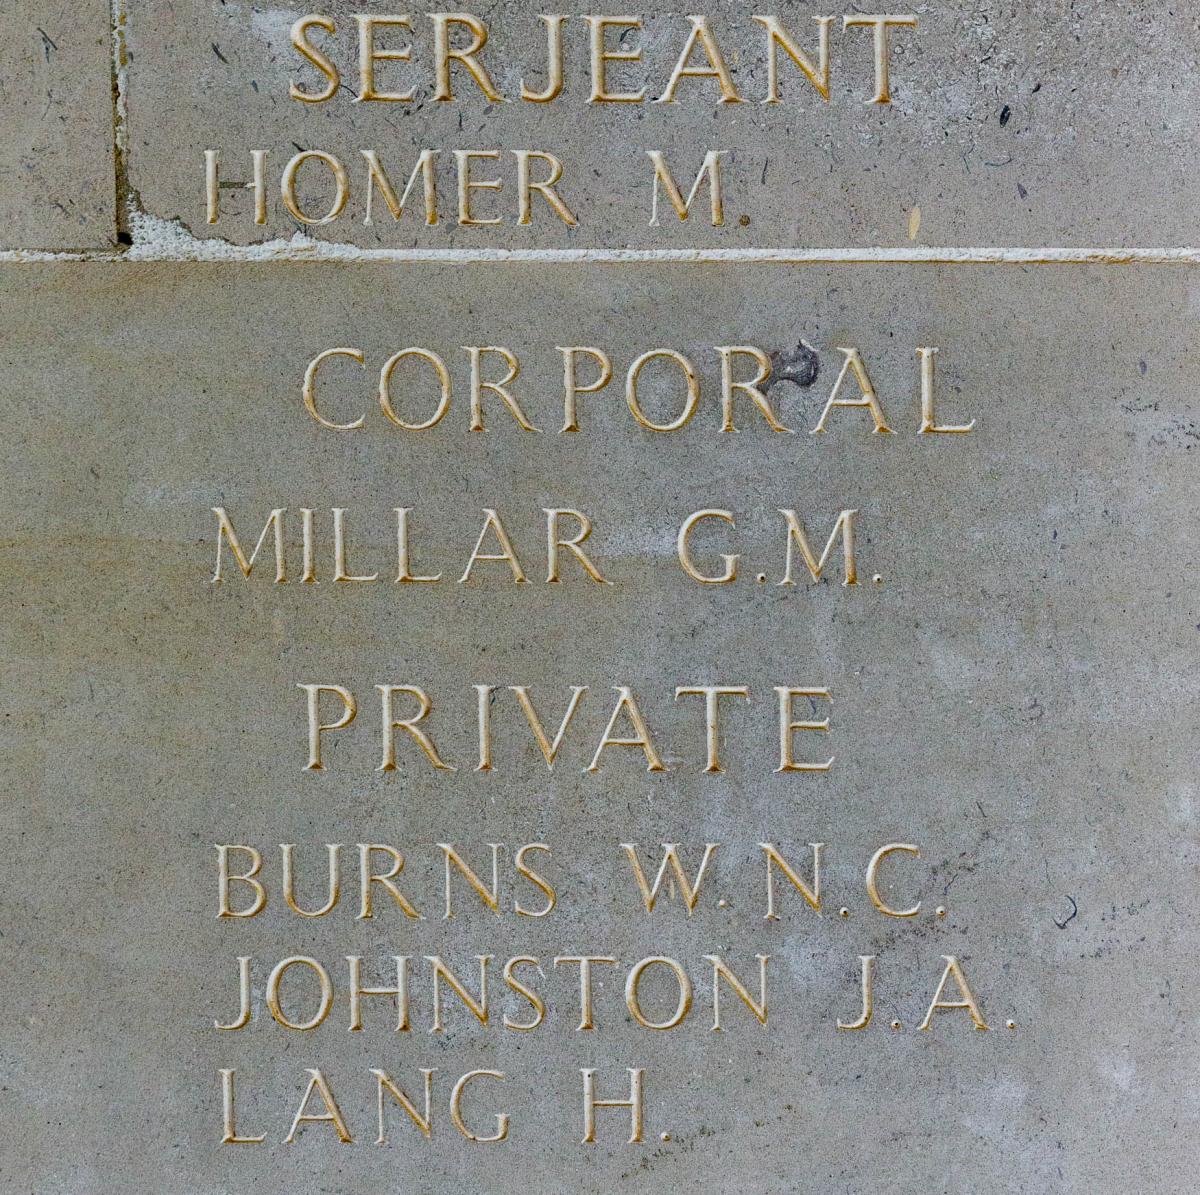 SERJEANT
HOMER M.
CORPORAL
MILLAR G.M.
PRIVATE
BURNS W.N.C.
JOHNSTON J.A.
LANG H.